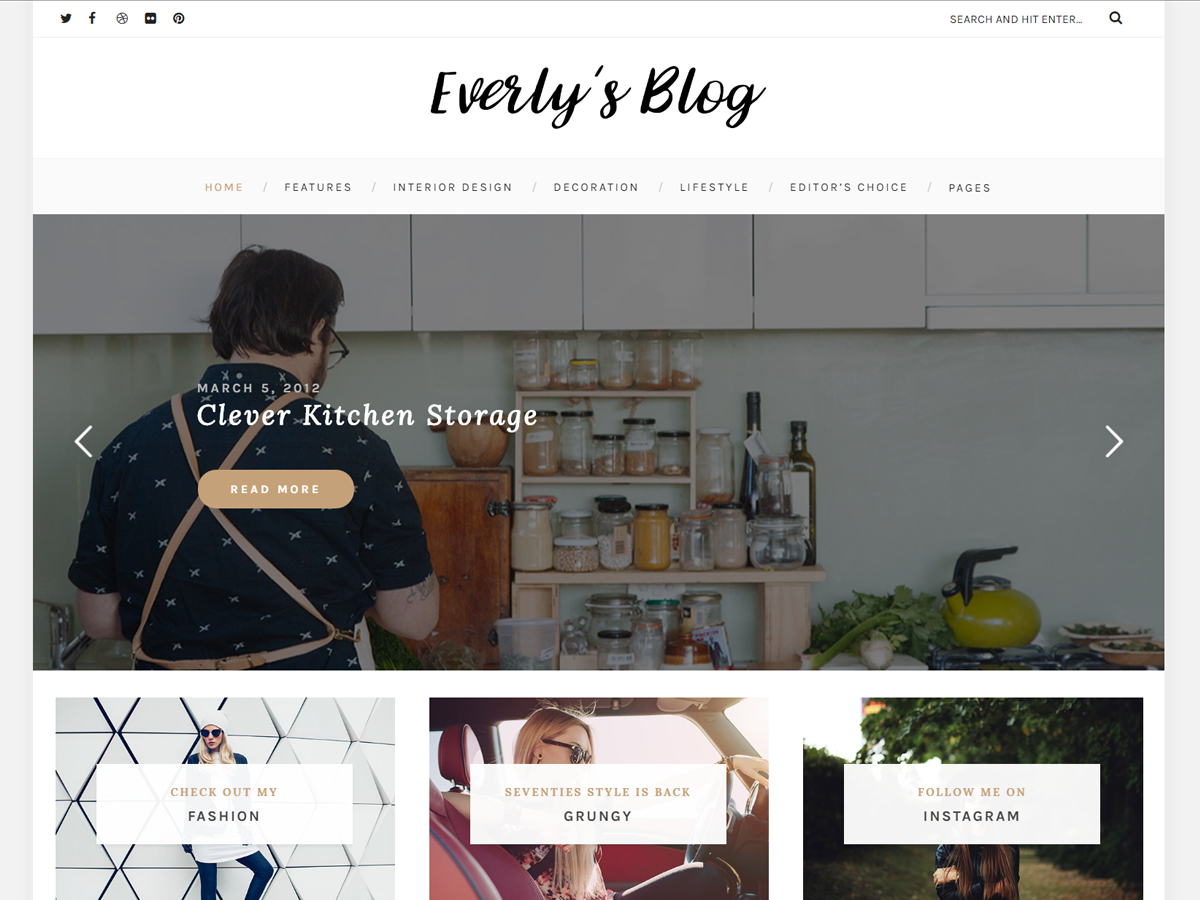 SEARCH AND HIT ENTER...
Everly's Blog
HOME / FEATURES / INTERIOR DESIGN / DECORATION / LIFESTYLE / EDITOR'S CHOICE / PAGES
MARCH 5, 2012
Clever Kitchen Storage
READ MORE
CHECK OUT MY
FASHION
SEVENTIES STYLE IS BACK
GRUNGY
FOLLOW ME ON
INSTAGRAM